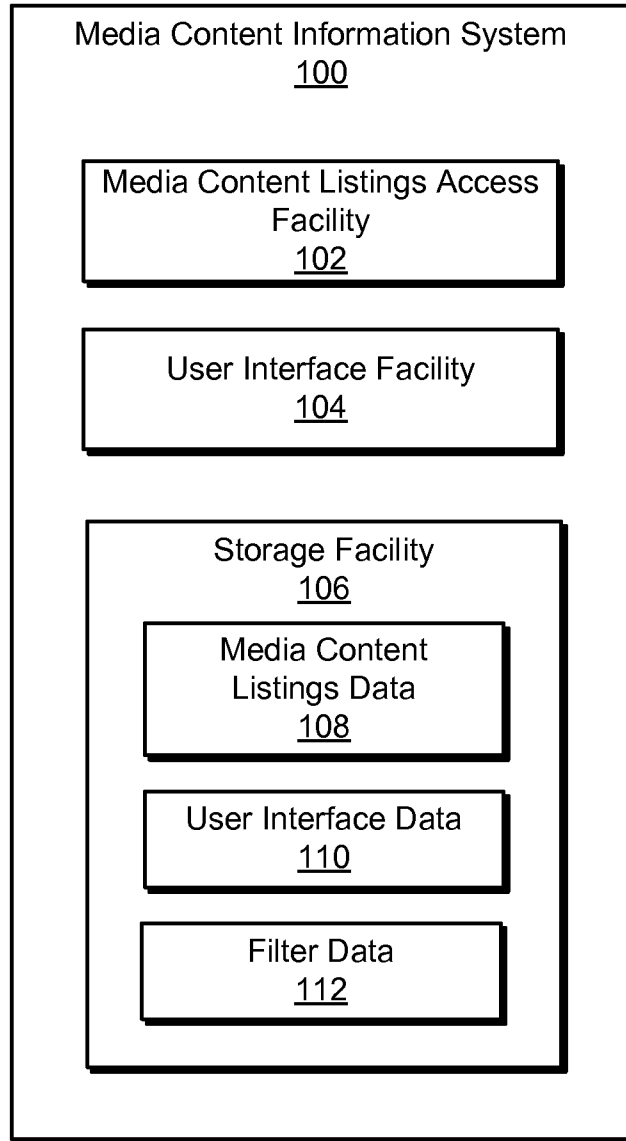 Media Content Information System
100
Media Content Listings Access
Facility
102
User Interface Facility
104
Storage Facility
106
Media Content
Listings Data
108
User Interface Data
110
Filter Data
112